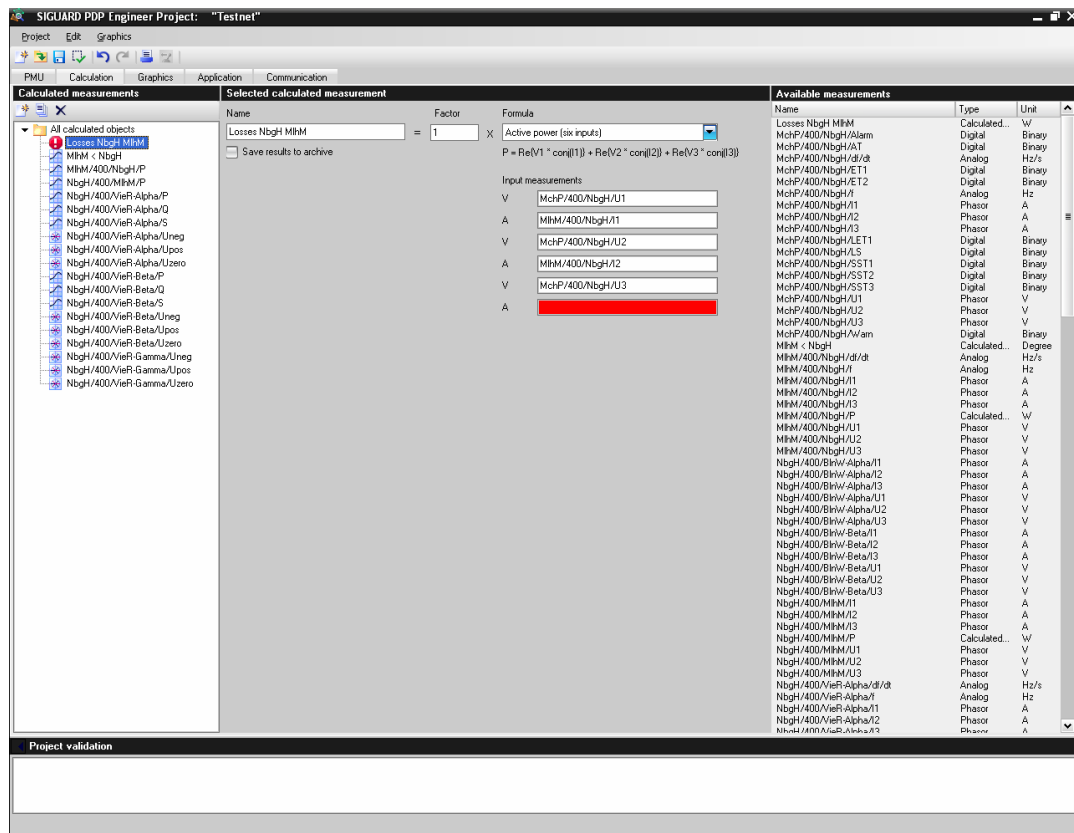 SIGUARD PDP Engineer Project: "Testnet"
Project Edit Graphics
PMU Calculation Graphics Application Communication
Calculated measurements
All calculated objects
Losses NbgH MlhM
MlhM < NbgH
MlhM/400/NbgH/P
NbgH/400/MlhM/P
NbgH/400/VieR-Alpha/P
NbgH/400/VieR-Alpha/Q
NbgH/400/VieR-Alpha/S
NbgH/400/VieR-Alpha/Uneg
NbgH/400/VieR-Alpha/Upos
NbgH/400/VieR-Alpha/Uzero
NbgH/400/VieR-Beta/P
NbgH/400/VieR-Beta/Q
NbgH/400/VieR-Beta/S
NbgH/400/VieR-Beta/Uneg
NbgH/400/VieR-Beta/Upos
NbgH/400/VieR-Beta/Uzero
NbgH/400/VieR-Gamma/Uneg
NbgH/400/VieR-Gamma/Upos
NbgH/400/VieR-Gamma/Uzero
Selected calculated measurement
Name Factor Formula
Losses NbgH MlhM = 1 X Active power (six inputs)
Save results to archive P = Re{V1 * conj(I1)} + Re{V2 * conj(I2)} + Re{V3 * conj(I3)}
Input measurements
V MchP/400/NbgH/U1
A MlhM/400/NbgH/I1
V MchP/400/NbgH/U2
A MlhM/400/NbgH/I2
V MchP/400/NbgH/U3
A
Available measurements
Name Type Unit
Losses NbgH MlhM Calculated... W
MchP/400/NbgH/Alarm Digital Binary
MchP/400/NbgH/AT Digital Binary
MchP/400/NbgH/df/dt Analog Hz/s
MchP/400/NbgH/ET1 Digital Binary
MchP/400/NbgH/ET2 Digital Binary
MchP/400/NbgH/f Analog Hz
MchP/400/NbgH/I1 Phasor A
MchP/400/NbgH/I2 Phasor A
MchP/400/NbgH/I3 Phasor A
MchP/400/NbgH/LET1 Digital Binary
MchP/400/NbgH/LS Digital Binary
MchP/400/NbgH/SST1 Digital Binary
MchP/400/NbgH/SST2 Digital Binary
MchP/400/NbgH/SST3 Digital Binary
MchP/400/NbgH/U1 Phasor V
MchP/400/NbgH/U2 Phasor V
MchP/400/NbgH/U3 Phasor V
MchP/400/NbgH/Warn Digital Binary
MlhM < NbgH Calculated... Degree
MlhM/400/NbgH/df/dt Analog Hz/s
MlhM/400/NbgH/f Analog Hz
MlhM/400/NbgH/I1 Phasor A
MlhM/400/NbgH/I2 Phasor A
MlhM/400/NbgH/I3 Phasor A
MlhM/400/NbgH/P Calculated... W
MlhM/400/NbgH/U1 Phasor V
MlhM/400/NbgH/U2 Phasor V
MlhM/400/NbgH/U3 Phasor V
NbgH/400/BlnW-Alpha/I1 Phasor A
NbgH/400/BlnW-Alpha/I2 Phasor A
NbgH/400/BlnW-Alpha/I3 Phasor A
NbgH/400/BlnW-Alpha/U1 Phasor V
NbgH/400/BlnW-Alpha/U2 Phasor V
NbgH/400/BlnW-Alpha/U3 Phasor V
NbgH/400/BlnW-Beta/I1 Phasor A
NbgH/400/BlnW-Beta/I2 Phasor A
NbgH/400/BlnW-Beta/I3 Phasor A
NbgH/400/BlnW-Beta/U1 Phasor V
NbgH/400/BlnW-Beta/U2 Phasor V
NbgH/400/BlnW-Beta/U3 Phasor V
NbgH/400/MlhM/I1 Phasor A
NbgH/400/MlhM/I2 Phasor A
NbgH/400/MlhM/I3 Phasor A
NbgH/400/MlhM/P Calculated... W
NbgH/400/MlhM/U1 Phasor V
NbgH/400/MlhM/U2 Phasor V
NbgH/400/MlhM/U3 Phasor V
NbgH/400/VieR-Alpha/df/dt Analog Hz/s
NbgH/400/VieR-Alpha/f Analog Hz
NbgH/400/VieR-Alpha/I1 Phasor A
NbgH/400/VieR-Alpha/I2 Phasor A
NbgH/400/VieR-Alpha/I3 Phasor A
Project validation